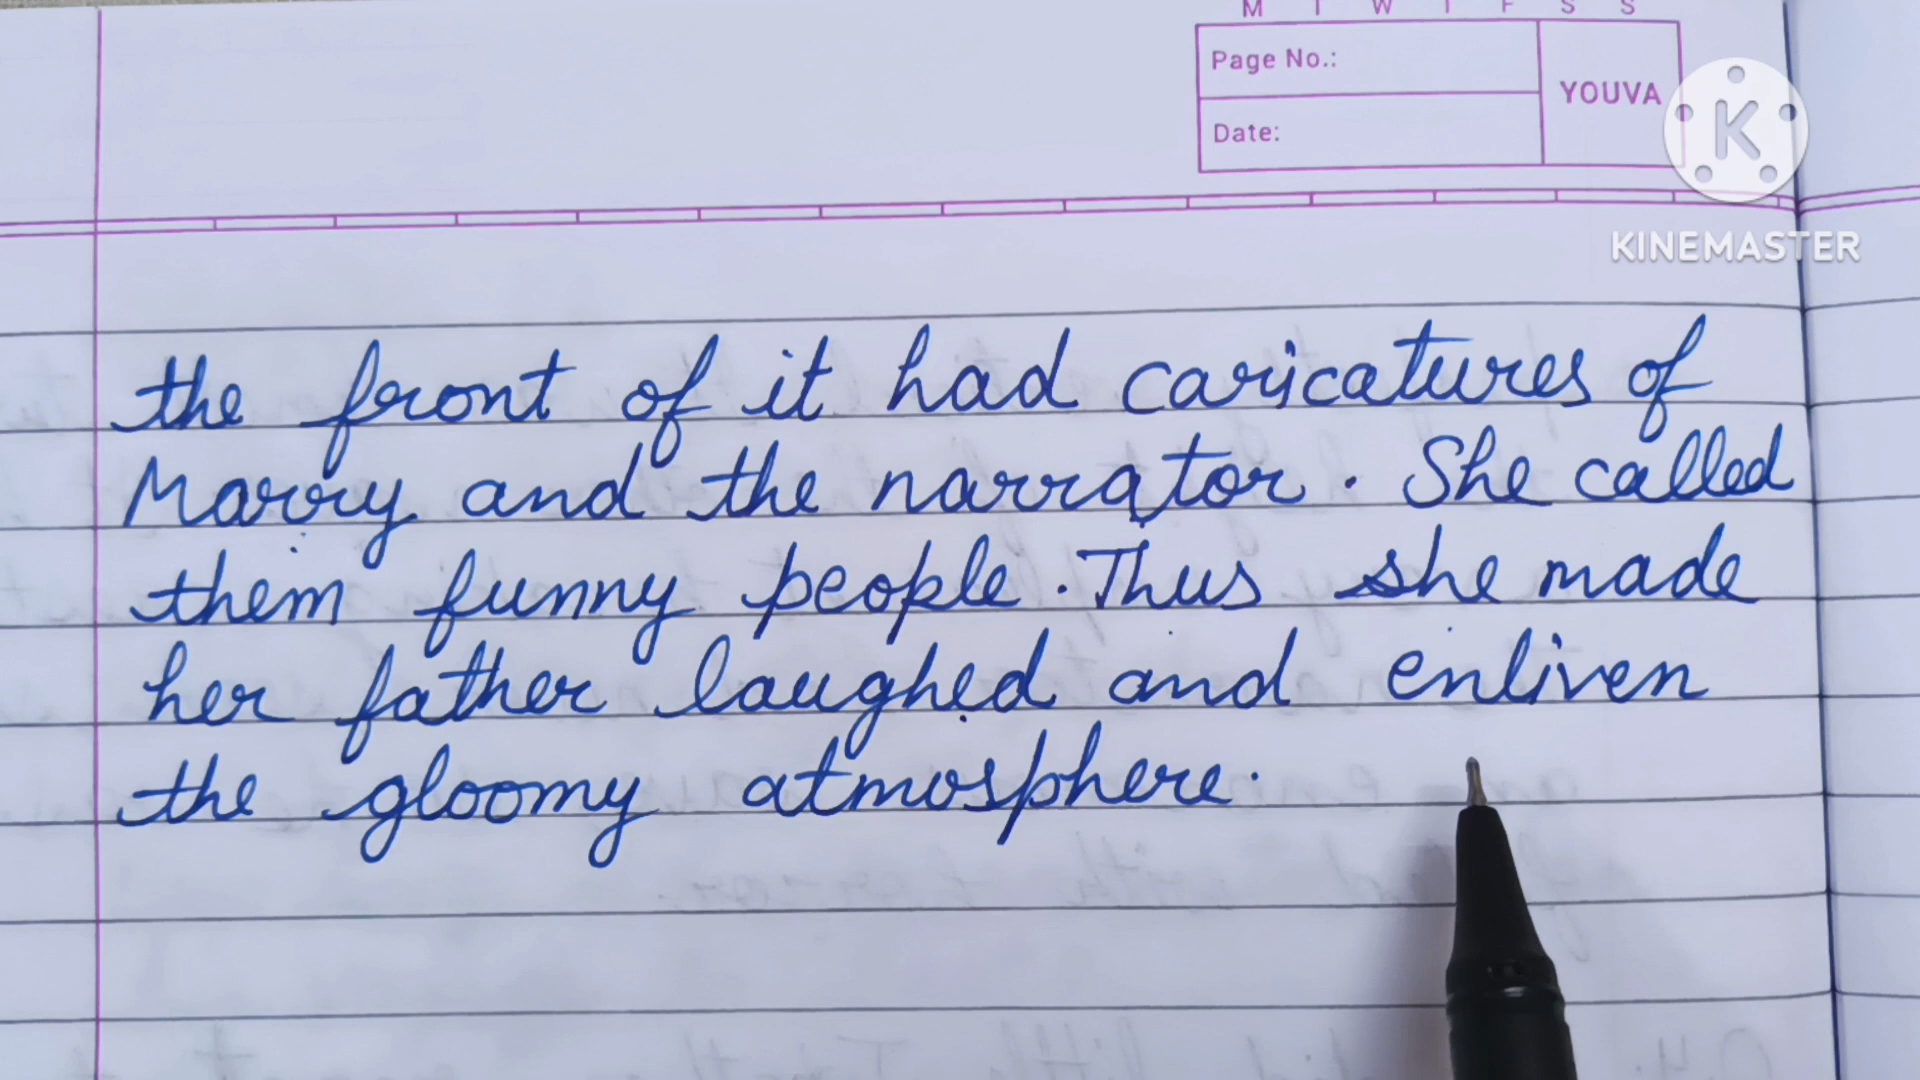 M T W T F S S
Page No.:
YOUVA
Date:
KINEMASTER
the front of it had caricatures of
Marry and the narrator. She called
them funny people. Thus she made
her father laughed and enliven
the gloomy atmosphere.